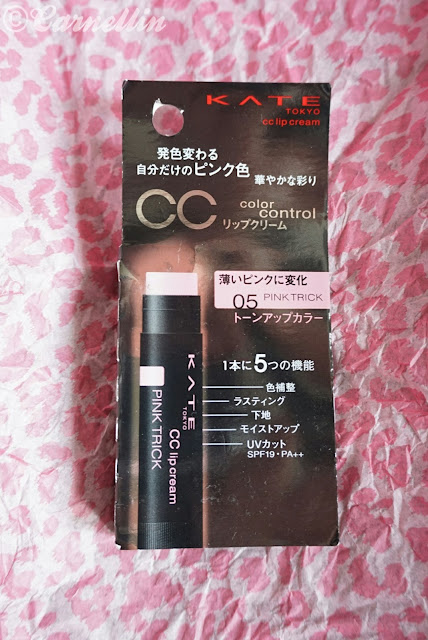 ©Carnellin
KATE
TOKYO
cc lip cream
発色変わる
自分だけのピンク色
華やかな彩り
CC color control
リップクリーム
薄いピンクに変化
05 PINK TRICK
トーンアップカラー
1本に5つの機能
色補整
ラスティング
下地
モイストアップ
UVカット
SPF19・PA++
KATE
TOKYO
CC lip cream
PINK TRICK